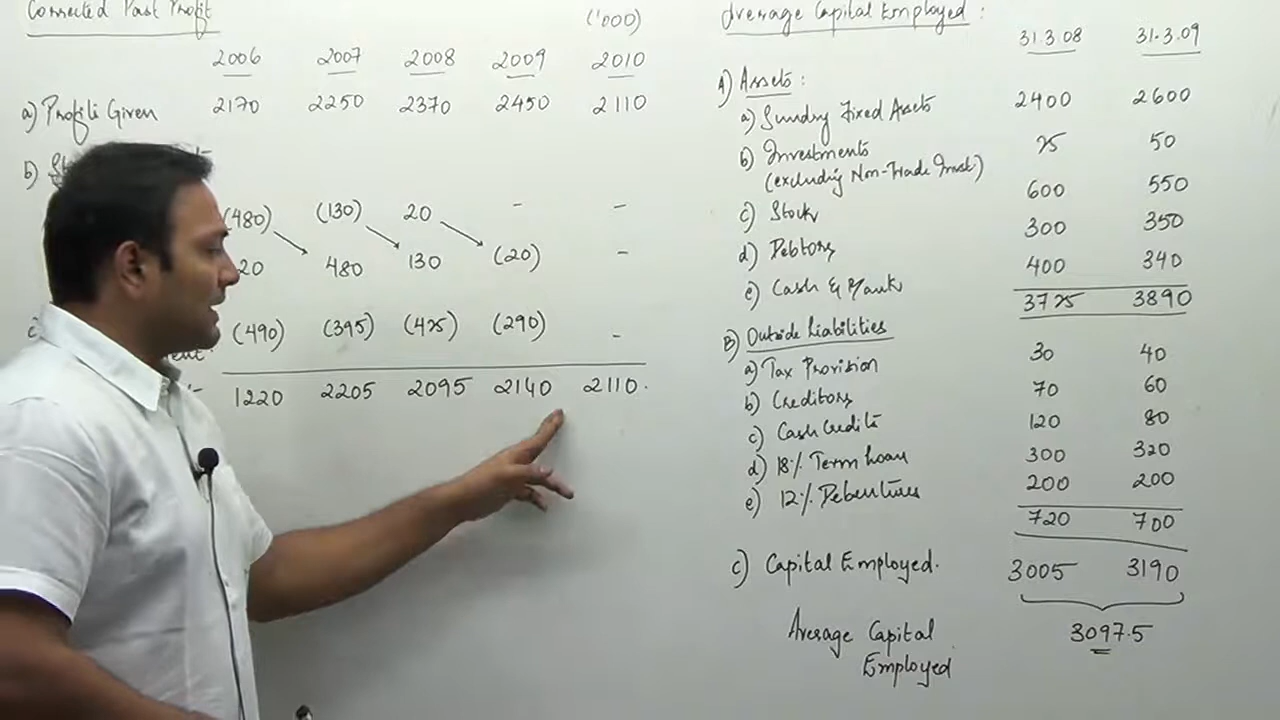 Corrected Past Profit
('000)
2006 2007 2008 2009 2010
a) Profits Given 2170 2250 2370 2450 2110
b)
(480) (130) 20 - -
20 480 130 (20) -
c) (490) (395) (425) (290) -
1220 2205 2095 2140 2110.
Average Capital Employed:
31.3.08 31.3.09
A) Assets:
a) Sundry Fixed Assets 2400 2600
b) Investments 25 50
(excluding Non-Trade Invest)
c) Stock 600 550
d) Debtors 300 350
e) Cash & Bank 400 340
3725 3890
B) Outside Liabilities
a) Tax Provision 30 40
b) Creditors 70 60
c) Cash Credits 120 80
d) 18% Term Loan 300 320
e) 12% Debentures 200 200
720 700
c) Capital Employed. 3005 3190
Average Capital 3097.5
Employed